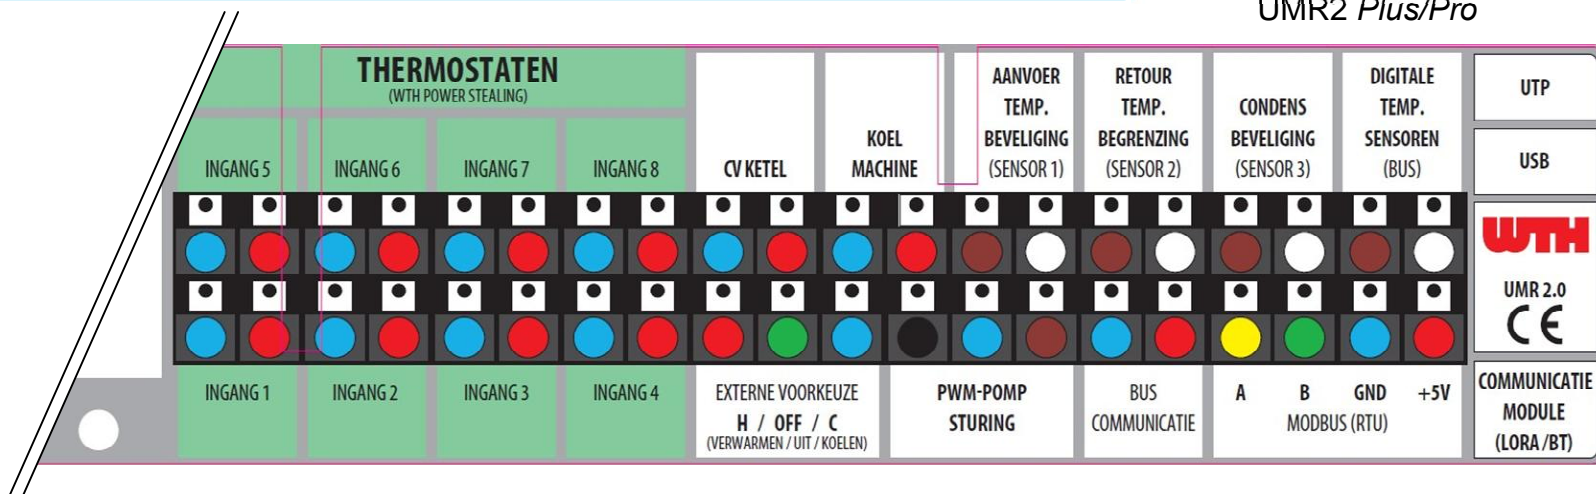 UMR2 Plus/Pro
THERMOSTATEN
(WTH POWER STEALING)
INGANG 5
INGANG 6
INGANG 7
INGANG 8
CV KETEL
KOEL
MACHINE
AANVOER
TEMP.
BEVELIGING
(SENSOR 1)
RETOUR
TEMP.
BEGRENZING
(SENSOR 2)
CONDENS
BEVELIGING
(SENSOR 3)
DIGITALE
TEMP.
SENSOREN
(BUS)
UTP
USB
WTH
UMR 2.0
CE
INGANG 1
INGANG 2
INGANG 3
INGANG 4
EXTERNE VOORKEUZE
H / OFF / C
(VERWARMEN / UIT / KOELEN)
PWM-POMP
STURING
BUS
COMMUNICATIE
A B GND +5V
MODBUS (RTU)
COMMUNICATIE
MODULE
(LORA /BT)